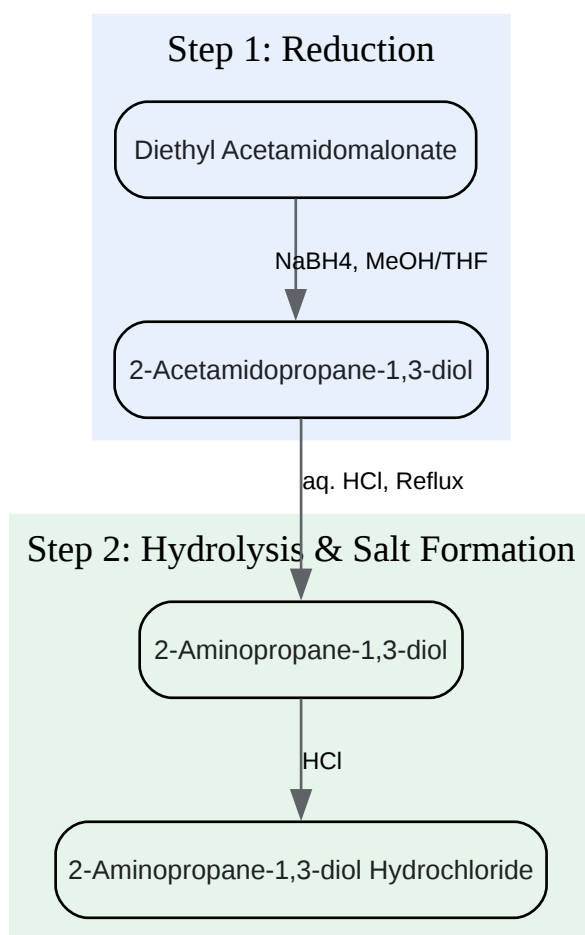 Step 1: Reduction
Diethyl Acetamidomalonate
NaBH4, MeOH/THF
2-Acetamidopropane-1,3-diol
aq. HCl, Reflux
Step 2: Hydrolysis & Salt Formation
2-Aminopropane-1,3-diol
HCl
2-Aminopropane-1,3-diol Hydrochloride